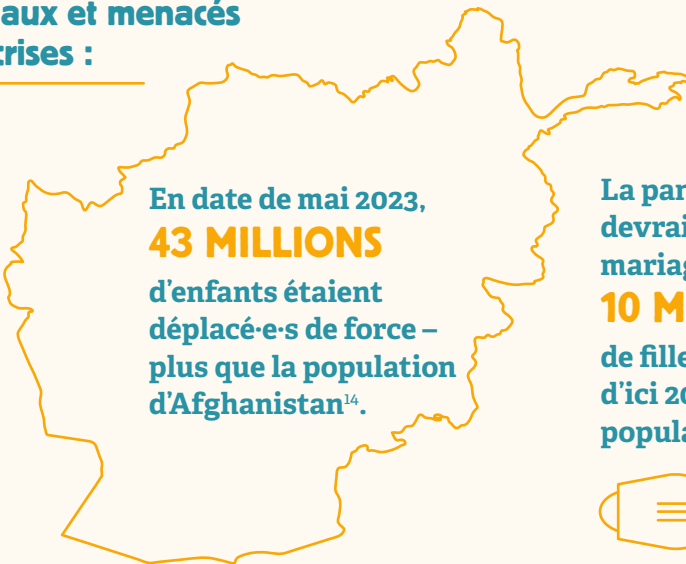 aux et menacés
crises :
En date de mai 2023,
43 MILLIONS
d'enfants étaient
déplacé·e·s de force –
plus que la population
d'Afghanistan¹⁴.
La
devrai
mariag
10 M
de fille
d'ici 20
popula